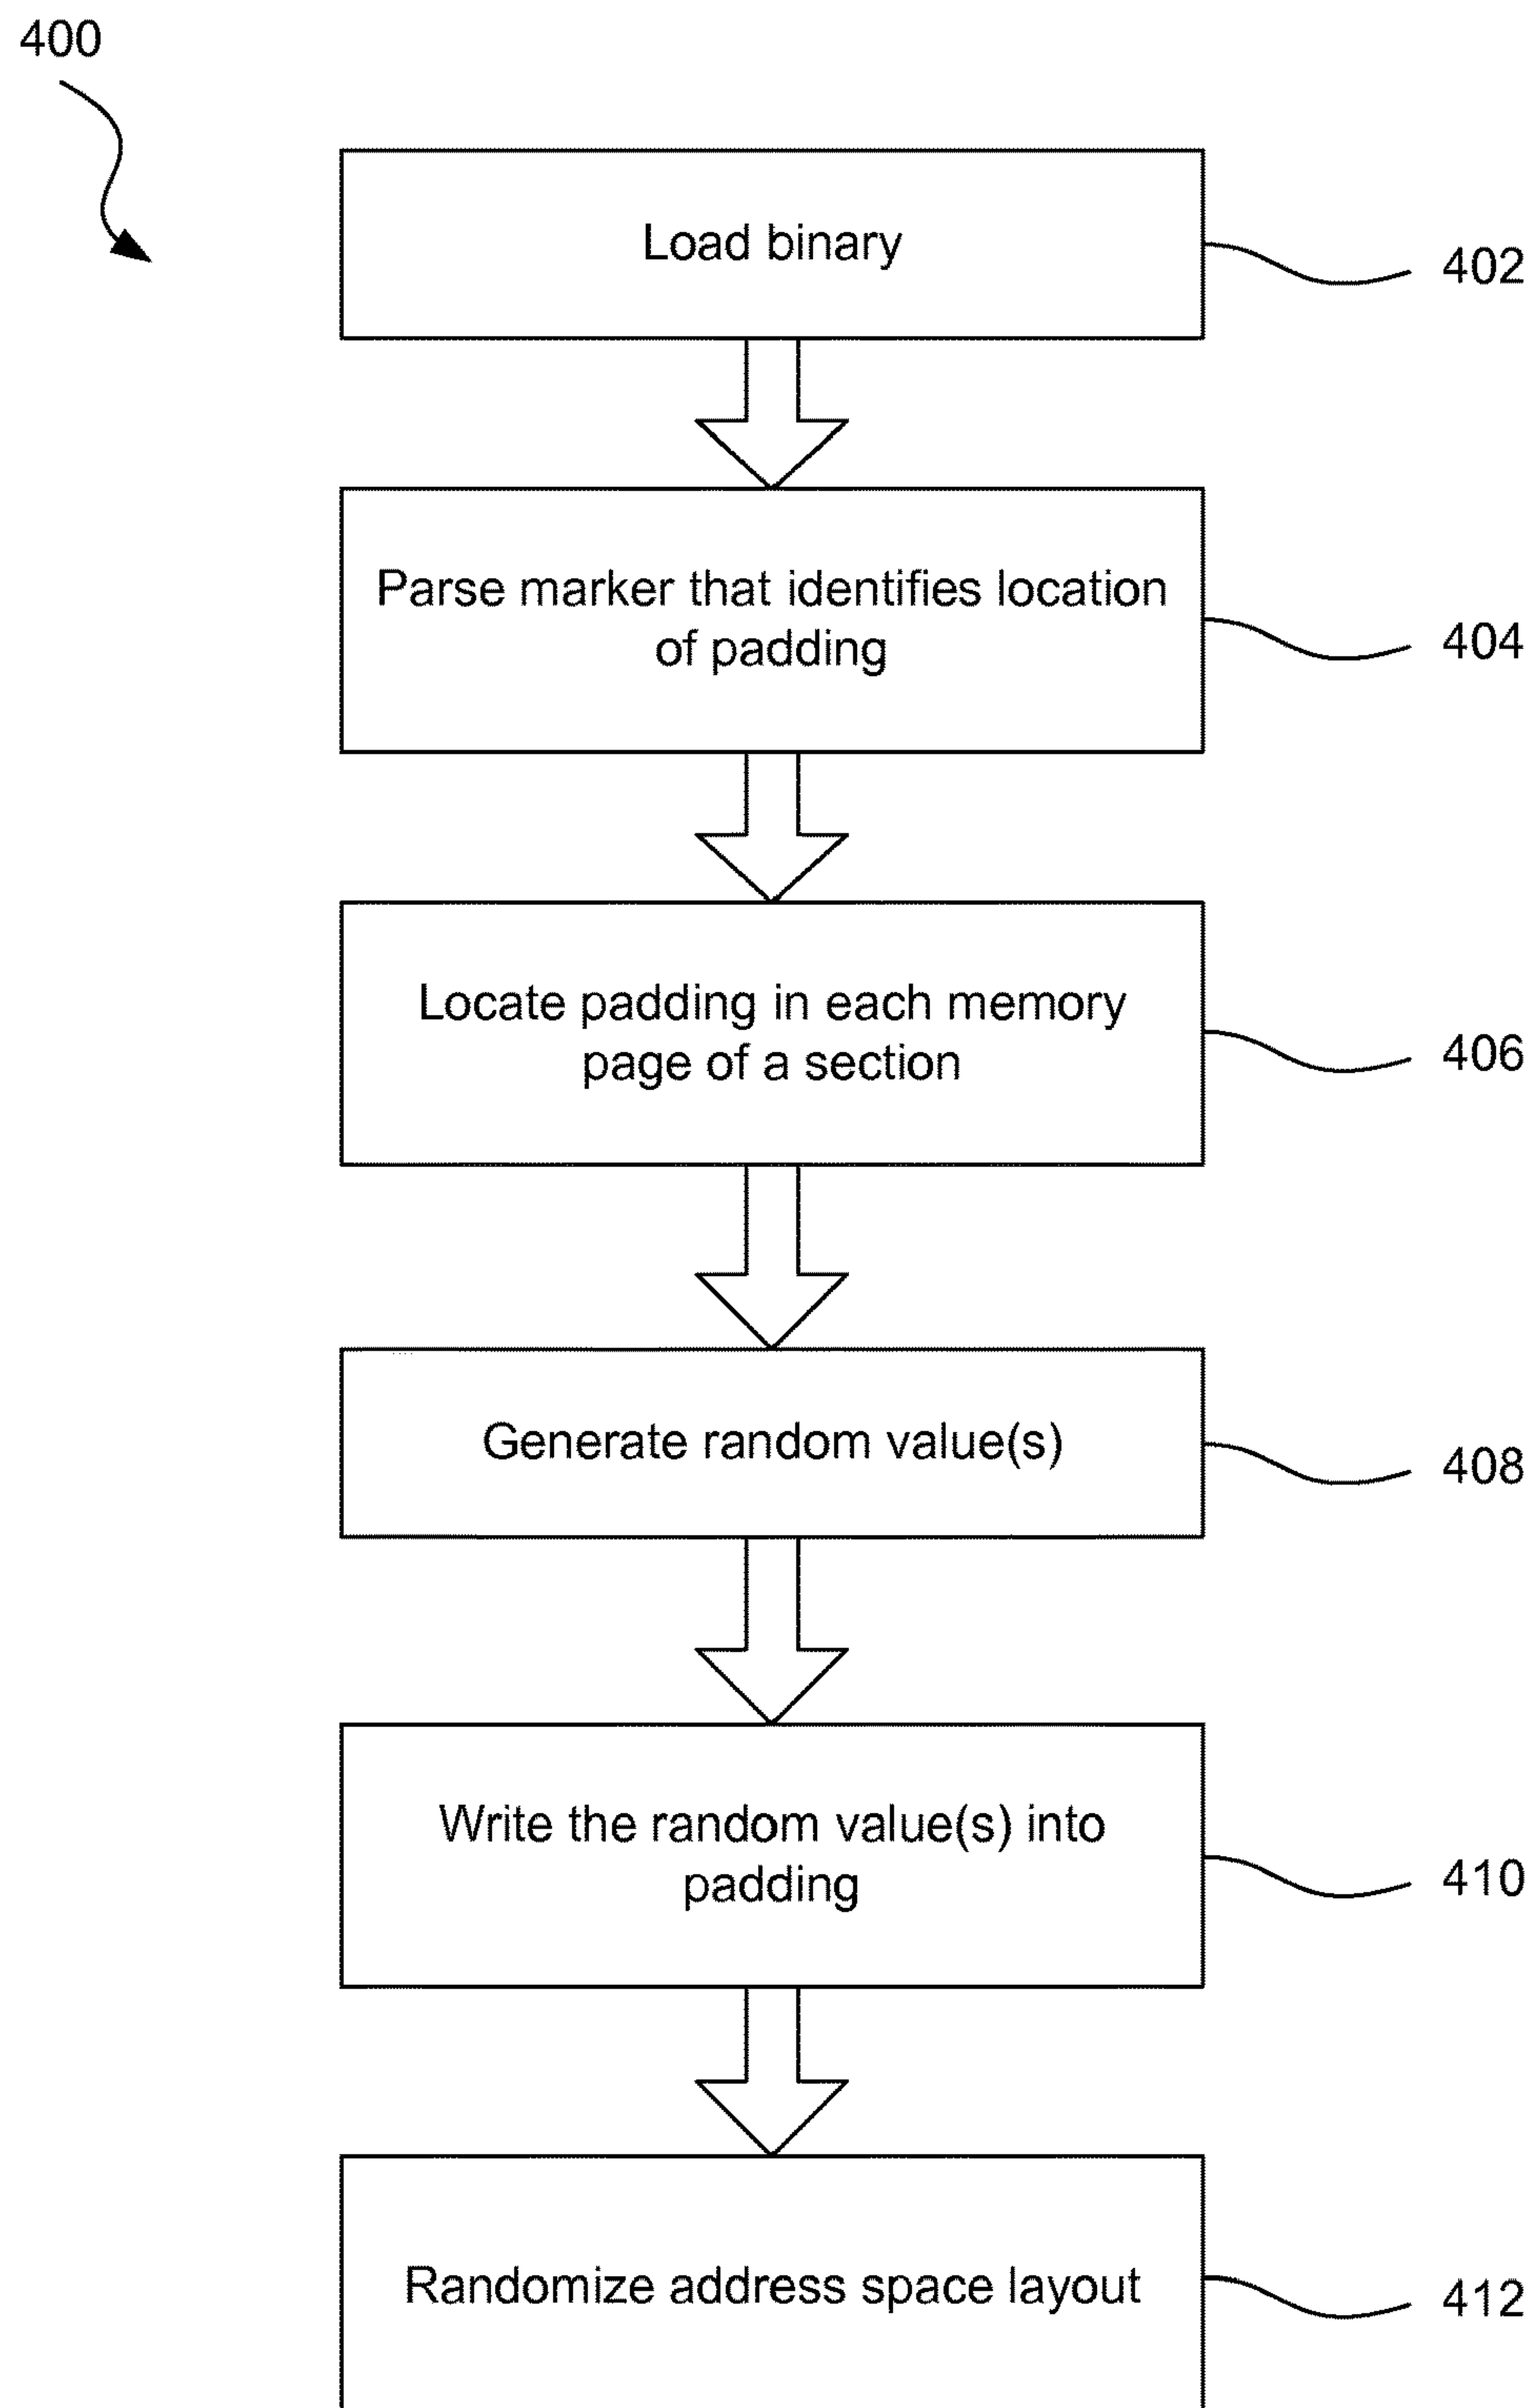 400
Load binary
402
Parse marker that identifies location
of padding
404
Locate padding in each memory
page of a section
406
Generate random value(s)
408
Write the random value(s) into
padding
410
Randomize address space layout
412